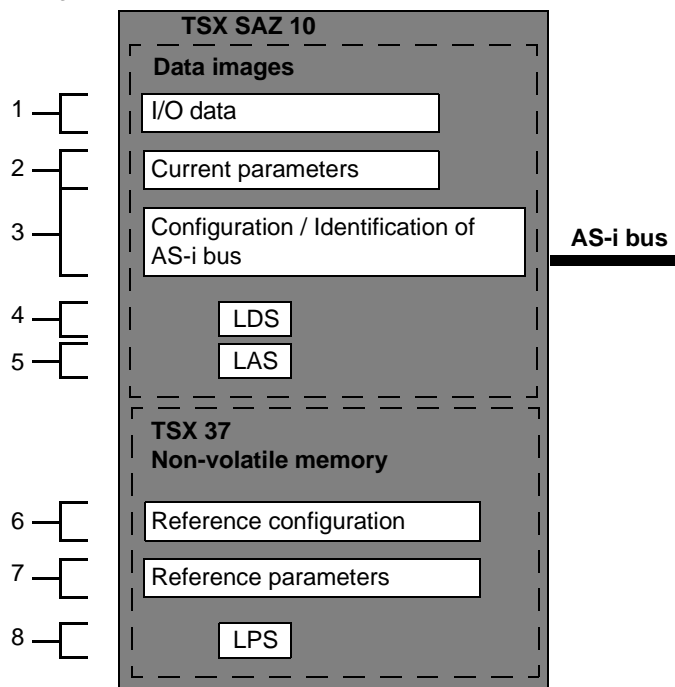 TSX SAZ 10
Data images
1
I/O data
2
Current parameters
3
Configuration / Identification of
AS-i bus
AS-i bus
4
LDS
5
LAS
TSX 37
Non-volatile memory
6
Reference configuration
7
Reference parameters
8
LPS